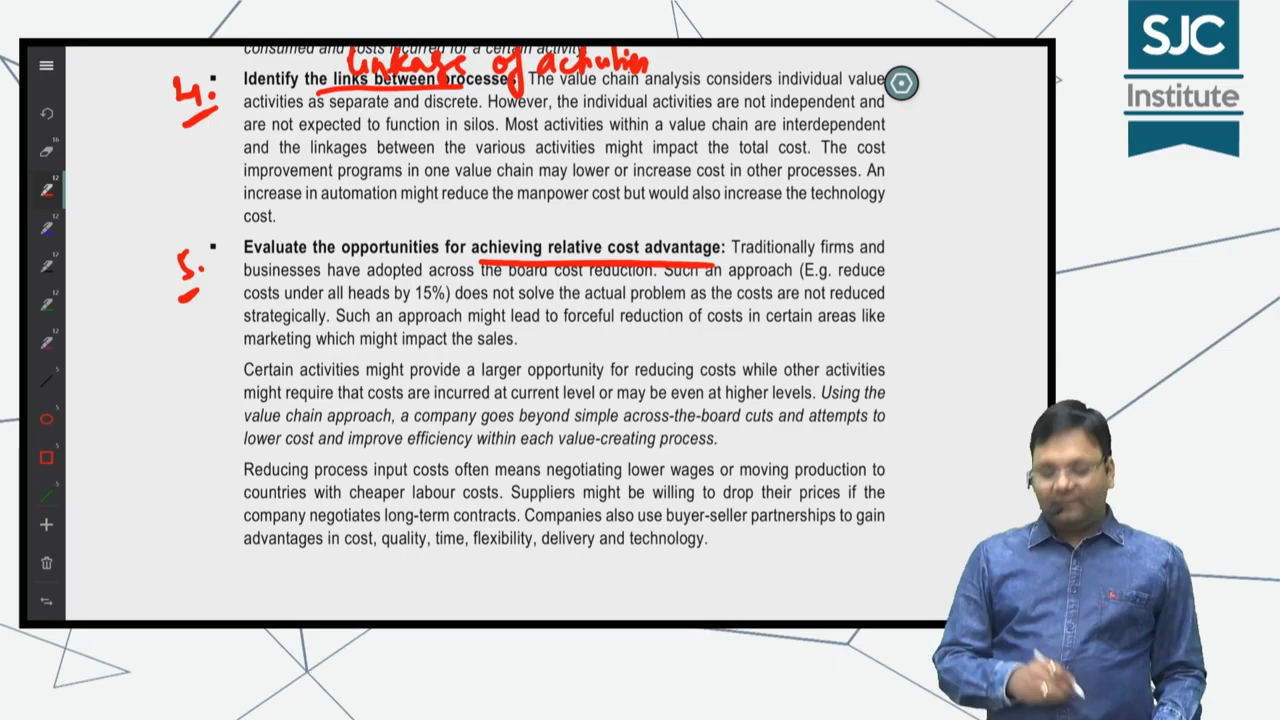 consumed and costs incurred for a certain activity
linkage of activities
4.
▪ Identify the links between processes: The value chain analysis considers individual value
activities as separate and discrete. However, the individual activities are not independent and
are not expected to function in silos. Most activities within a value chain are interdependent
and the linkages between the various activities might impact the total cost. The cost
improvement programs in one value chain may lower or increase cost in other processes. An
increase in automation might reduce the manpower cost but would also increase the technology
cost.
5.
▪ Evaluate the opportunities for achieving relative cost advantage: Traditionally firms and
businesses have adopted across the board cost reduction. Such an approach (E.g. reduce
costs under all heads by 15%) does not solve the actual problem as the costs are not reduced
strategically. Such an approach might lead to forceful reduction of costs in certain areas like
marketing which might impact the sales.
Certain activities might provide a larger opportunity for reducing costs while other activities
might require that costs are incurred at current level or may be even at higher levels. Using the
value chain approach, a company goes beyond simple across-the-board cuts and attempts to
lower cost and improve efficiency within each value-creating process.
Reducing process input costs often means negotiating lower wages or moving production to
countries with cheaper labour costs. Suppliers might be willing to drop their prices if the
company negotiates long-term contracts. Companies also use buyer-seller partnerships to gain
advantages in cost, quality, time, flexibility, delivery and technology.
SJC
Institute